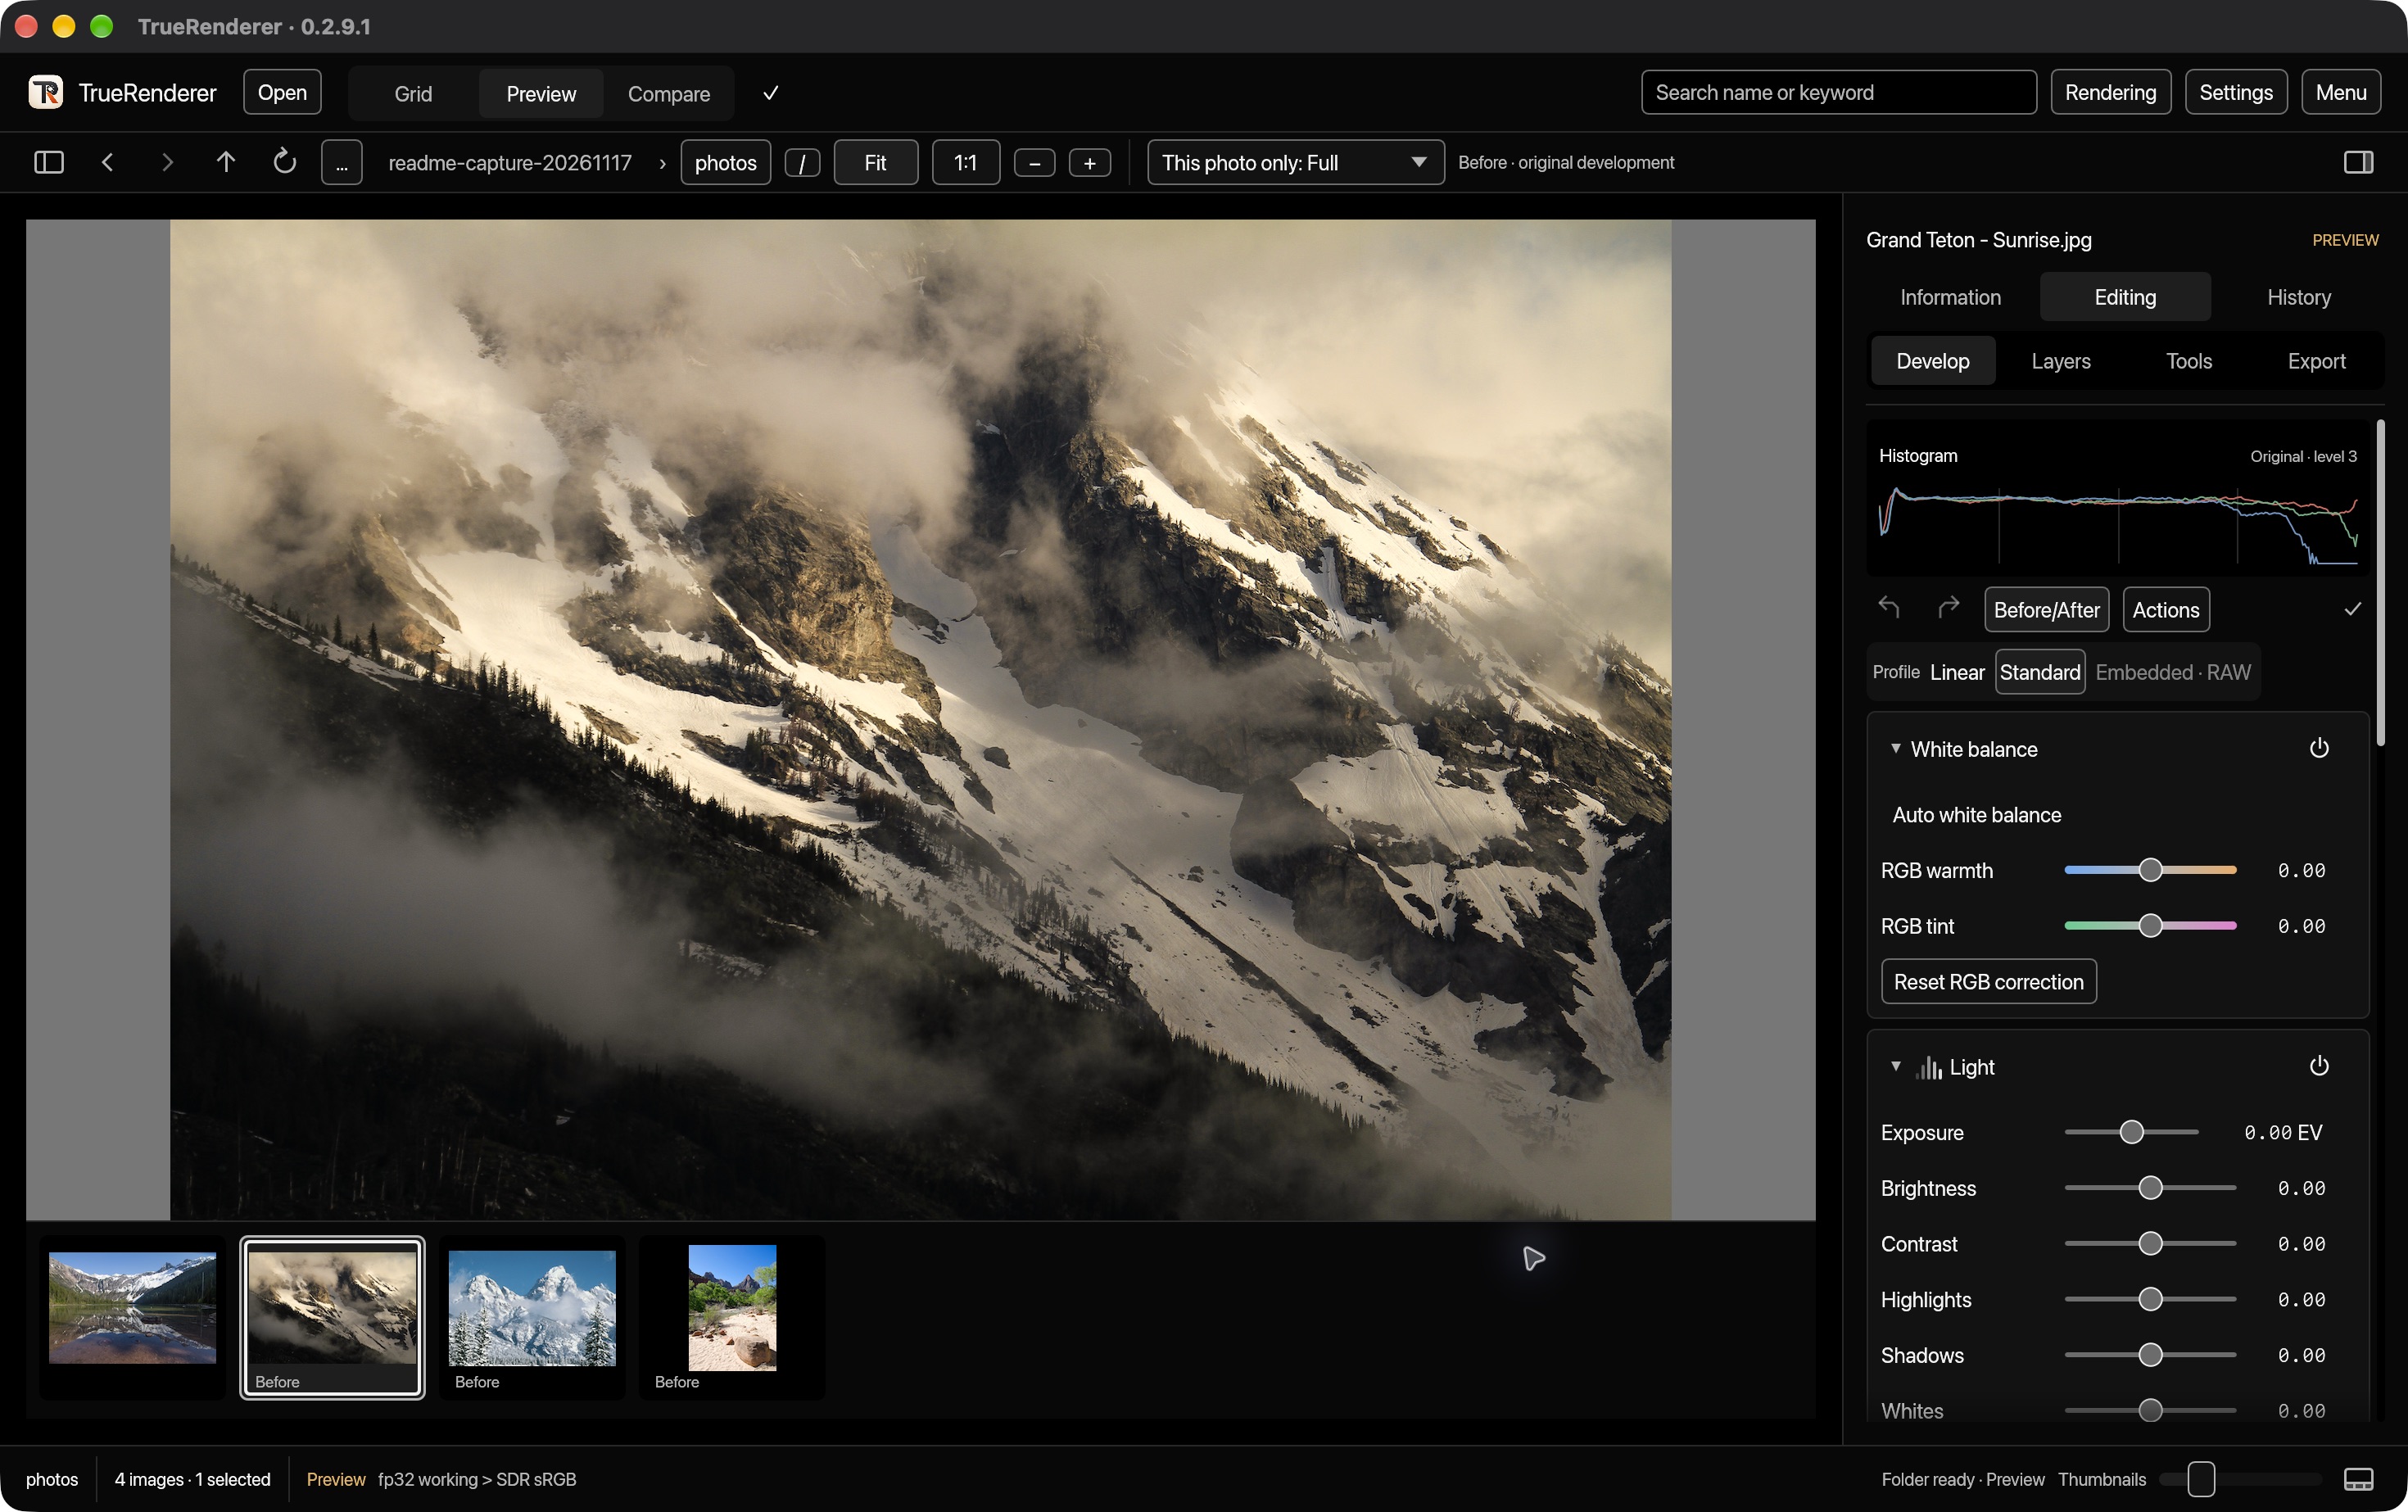 TrueRenderer · 0.2.9.1
TR TrueRenderer Open Grid Preview Compare Search name or keyword Rendering Settings Menu
... readme-capture-20261117 › photos / Fit 1:1 − + This photo only: Full Before · original development
Grand Teton - Sunrise.jpg PREVIEW
Information Editing History
Develop Layers Tools Export
Histogram Original · level 3
Before/After Actions
Profile Linear Standard Embedded · RAW
White balance
Auto white balance
RGB warmth 0.00
RGB tint 0.00
Reset RGB correction
Light
Exposure 0.00 EV
Brightness 0.00
Contrast 0.00
Highlights 0.00
Shadows 0.00
Whites 0.00
Before Before Before
photos 4 images · 1 selected Preview fp32 working > SDR sRGB Folder ready · Preview Thumbnails